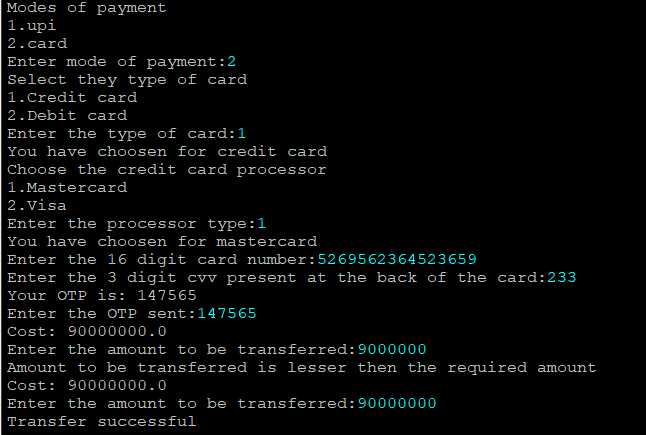 Modes of payment
1.upi
2.card
Enter mode of payment:2
Select they type of card
1.Credit card
2.Debit card
Enter the type of card:1
You have choosen for credit card
Choose the credit card processor
1.Mastercard
2.Visa
Enter the processor type:1
You have choosen for mastercard
Enter the 16 digit card number:5269562364523659
Enter the 3 digit cvv present at the back of the card:233
Your OTP is: 147565
Enter the OTP sent:147565
Cost: 90000000.0
Enter the amount to be transferred:9000000
Amount to be transferred is lesser then the required amount
Cost: 90000000.0
Enter the amount to be transferred:90000000
Transfer successful